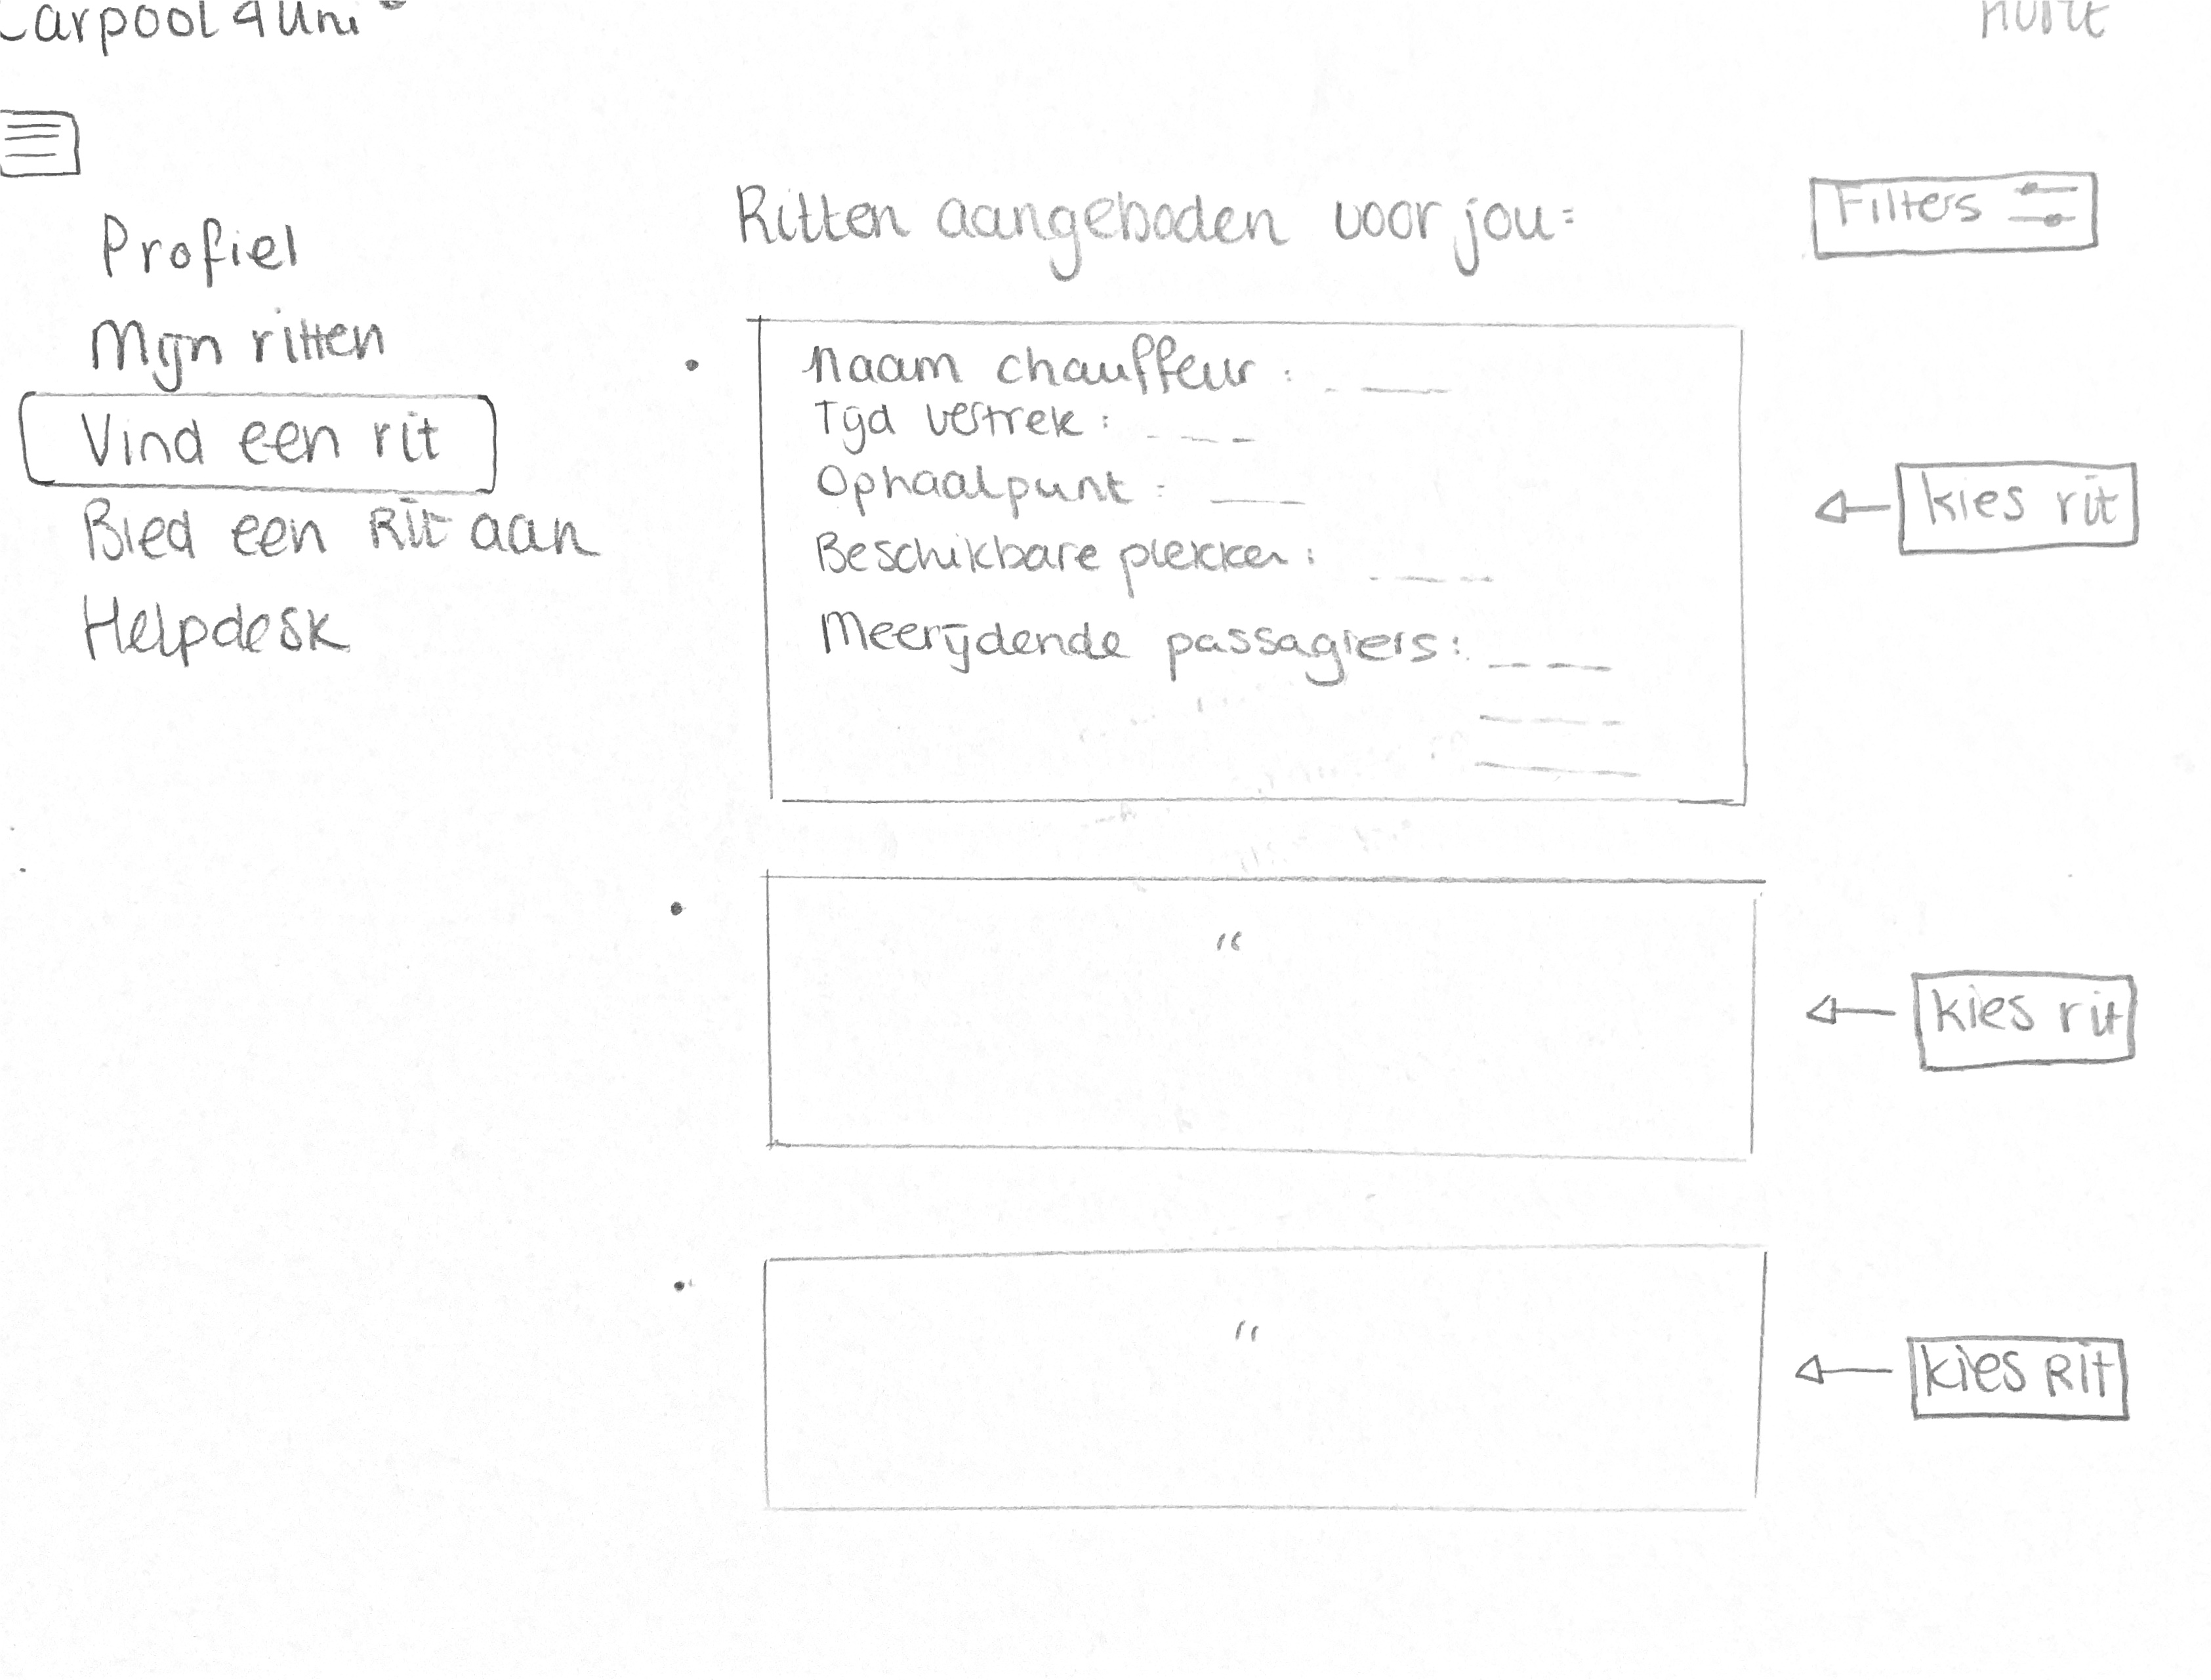 Carpool4uni
≡
Profiel
Mijn ritten
Vind een rit
Bied een Rit aan
Helpdesk
Ritten aangeboden voor jou:
Filters
Naam chauffeur:
Tijd vertrek:
Ophaalpunt:
Beschikbare plekken:
Meerijdende passagiers:
kies rit
"
kies rit
"
kies Rit